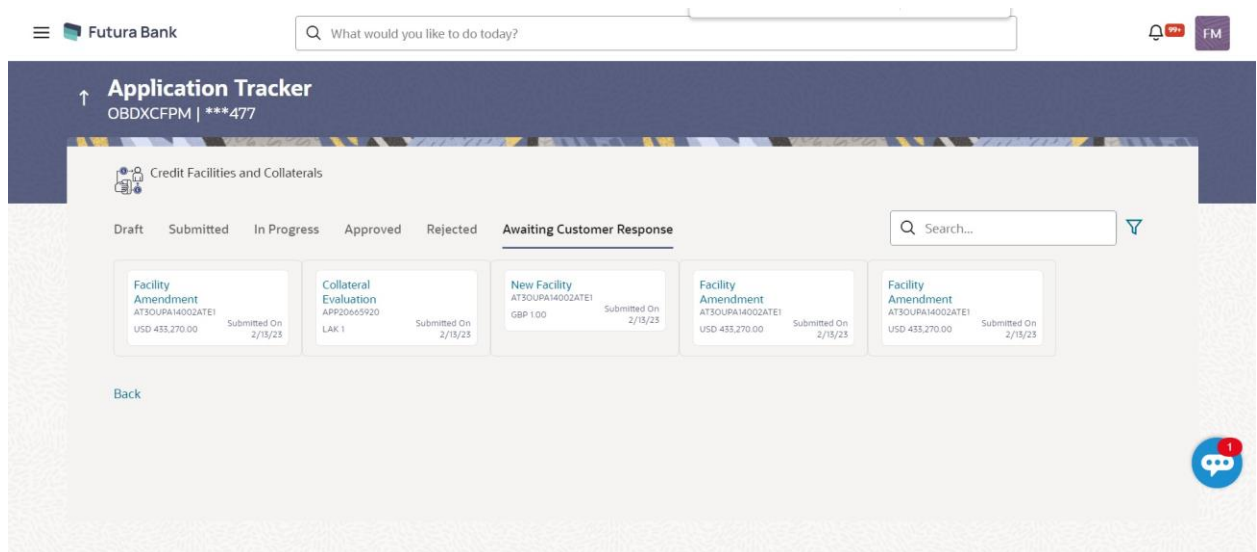 Futura Bank
What would you like to do today?
99+
FM
Application Tracker
OBDXCFPM | ***477
Credit Facilities and Collaterals
Draft Submitted In Progress Approved Rejected Awaiting Customer Response
Search...
Facility
Amendment
AT3OUPA14002ATE1
USD 433,270.00
Submitted On
2/13/23
Collateral
Evaluation
APP20665920
LAK 1
Submitted On
2/13/23
New Facility
AT3OUPA14002ATE1
GBP 1.00
Submitted On
2/13/23
Facility
Amendment
AT3OUPA14002ATE1
USD 433,270.00
Submitted On
2/13/23
Facility
Amendment
AT3OUPA14002ATE1
USD 433,270.00
Submitted On
2/13/23
Back
1